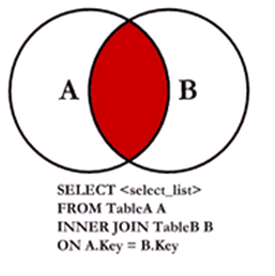 A B
SELECT <select_list>
FROM TableA A
INNER JOIN TableB B
ON A.Key = B.Key